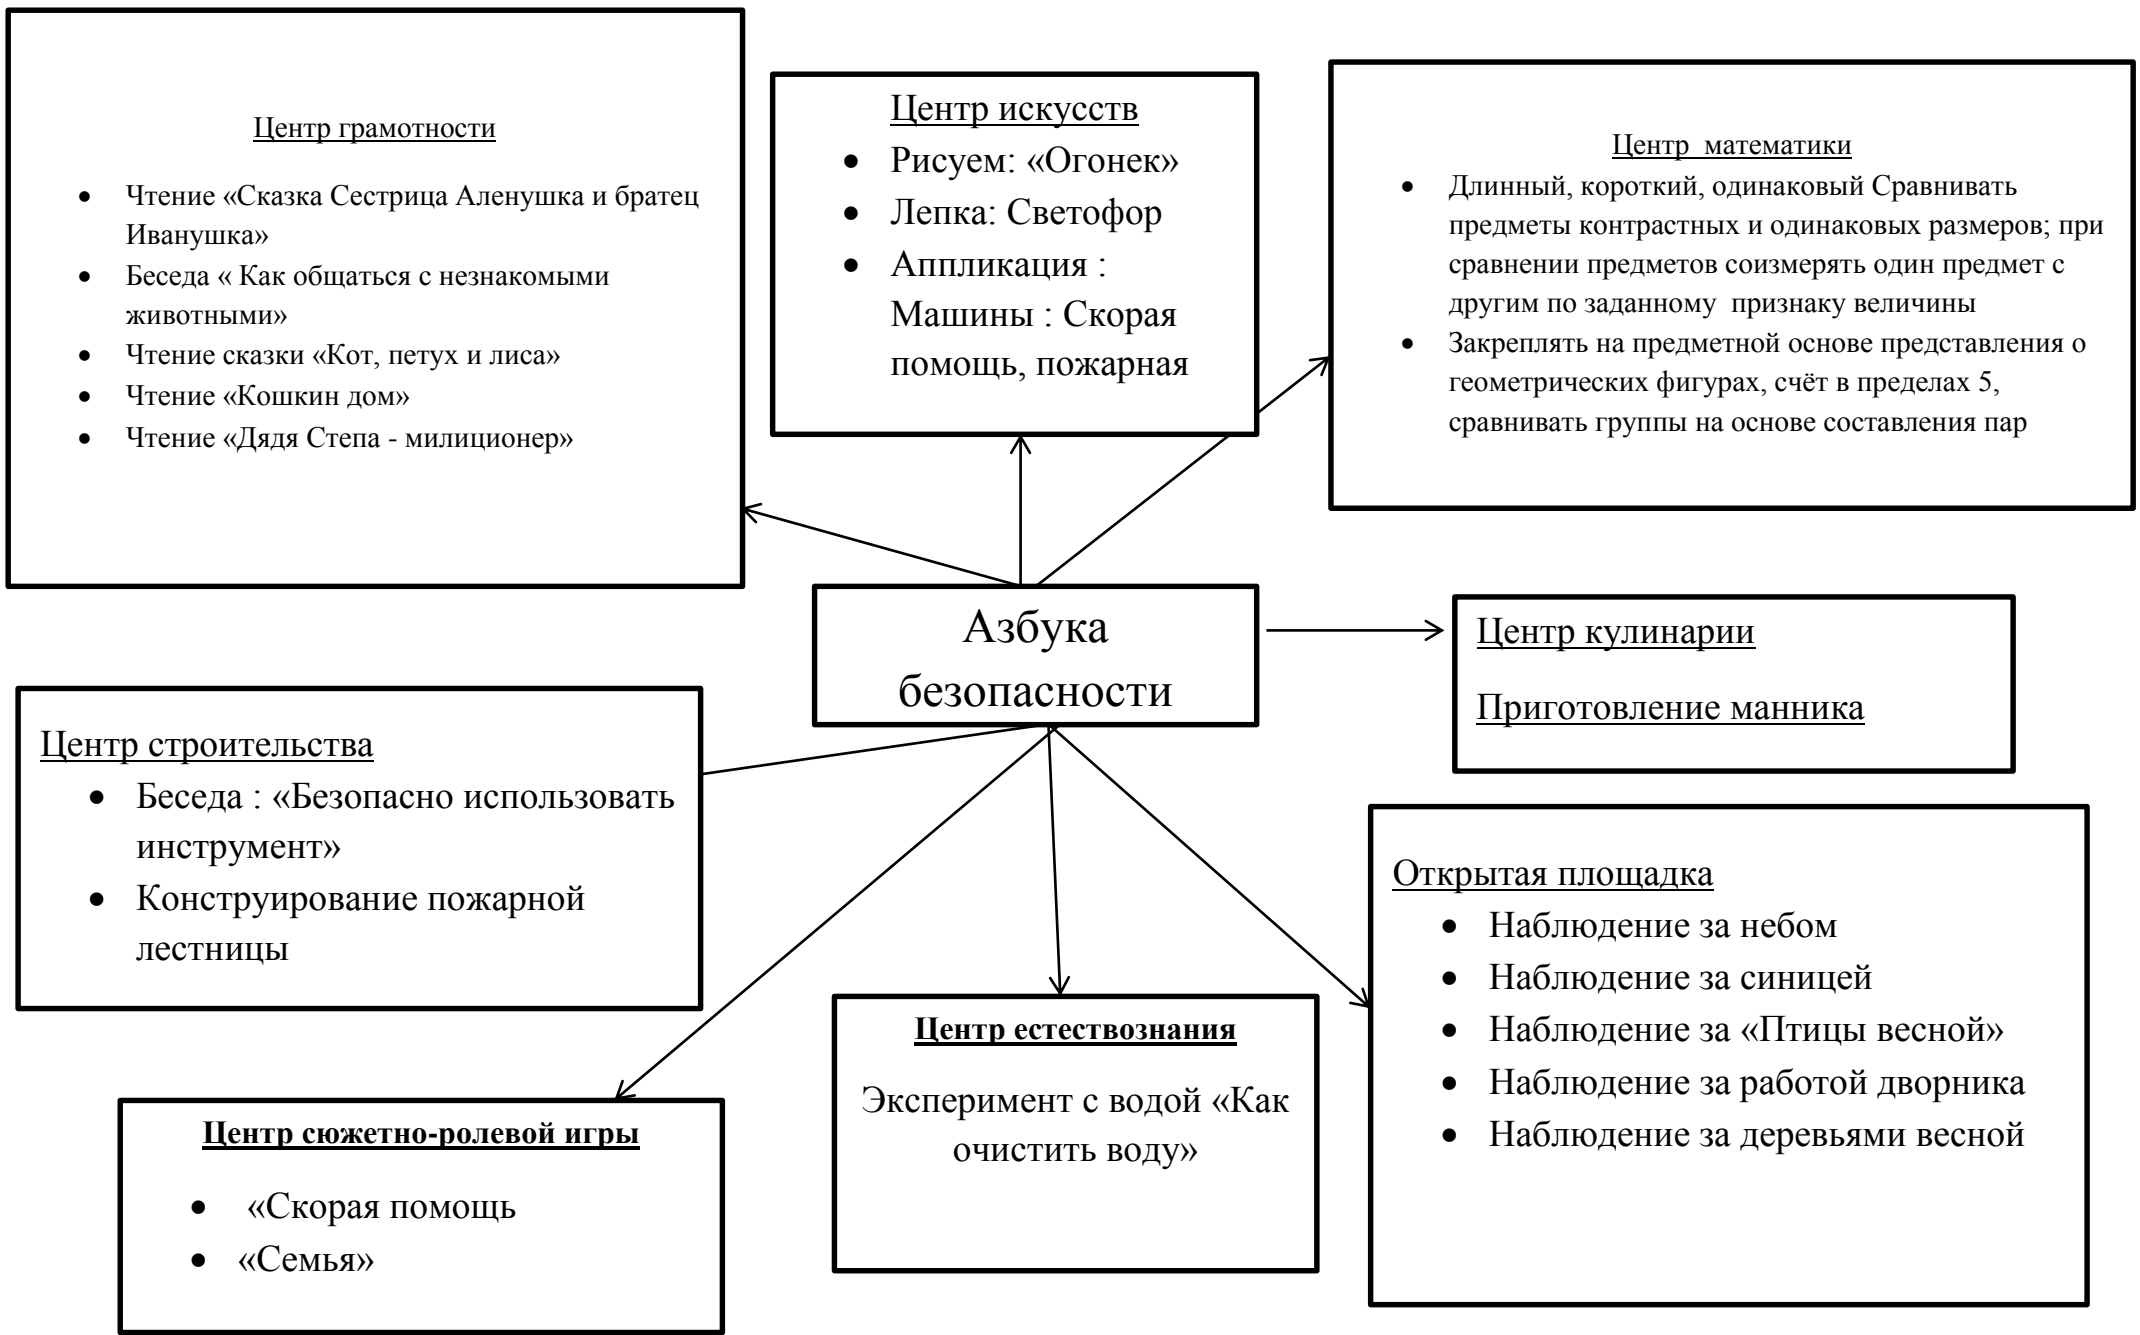 Центр грамотности
• Чтение «Сказка Сестрица Аленушка и братец
Иванушка»
• Беседа « Как общаться с незнакомыми
животными»
• Чтение сказки «Кот, петух и лиса»
• Чтение «Кошкин дом»
• Чтение «Дядя Степа - милиционер»
Центр искусств
• Рисуем: «Огонек»
• Лепка: Светофор
• Аппликация :
Машины : Скорая
помощь, пожарная
Центр  математики
• Длинный, короткий, одинаковый Сравнивать
предметы контрастных и одинаковых размеров; при
сравнении предметов соизмерять один предмет с
другим по заданному  признаку величины
• Закреплять на предметной основе представления о
геометрических фигурах, счёт в пределах 5,
сравнивать группы на основе составления пар
Азбука
безопасности
Центр кулинарии
Приготовление манника
Центр строительства
• Беседа : «Безопасно использовать
инструмент»
• Конструирование пожарной
лестницы
Открытая площадка
• Наблюдение за небом
• Наблюдение за синицей
• Наблюдение за «Птицы весной»
• Наблюдение за работой дворника
• Наблюдение за деревьями весной
Центр естествознания
Эксперимент с водой «Как
очистить воду»
Центр сюжетно-ролевой игры
• «Скорая помощь
• «Семья»